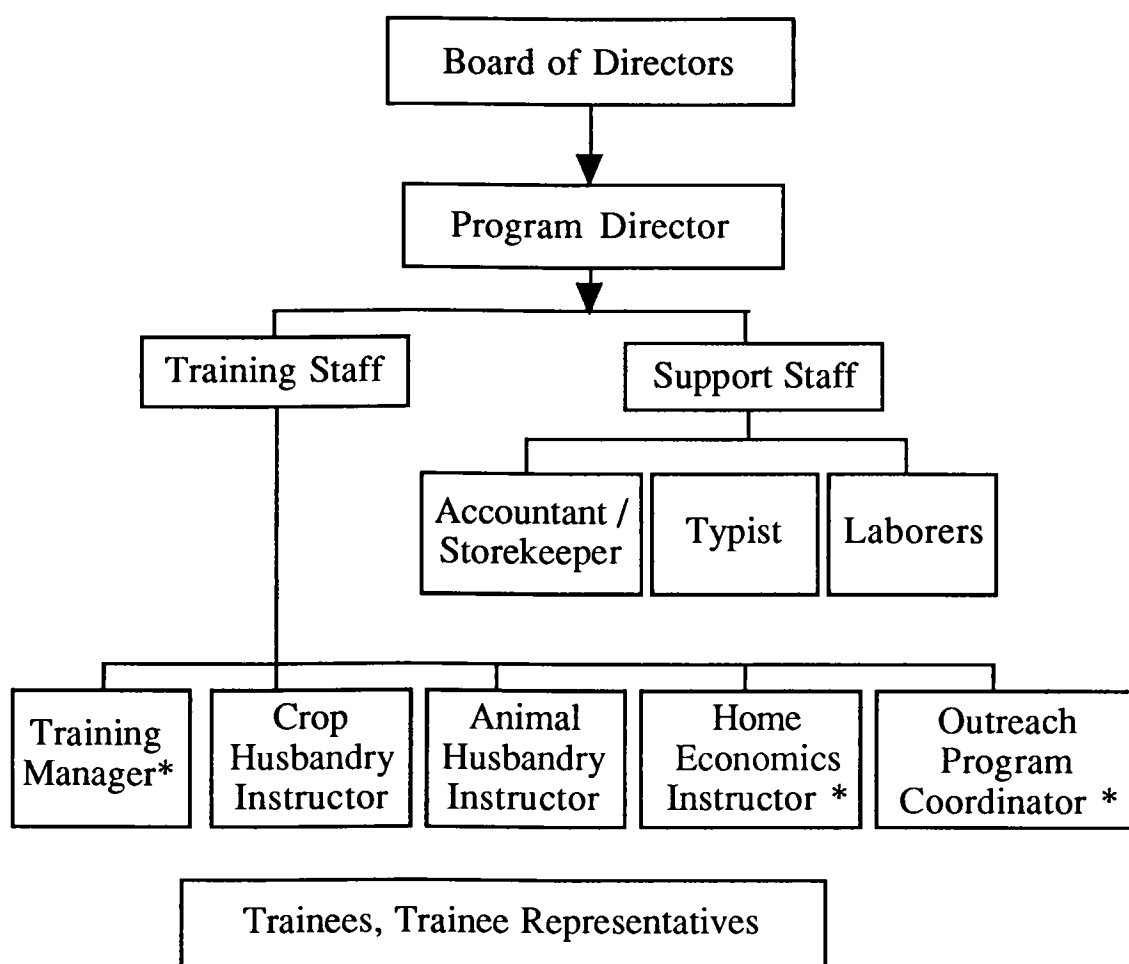 Board of Directors
Program Director
Training Staff
Support Staff
Accountant /
Storekeeper
Typist
Laborers
Training
Manager*
Crop
Husbandry
Instructor
Animal
Husbandry
Instructor
Home
Economics
Instructor *
Outreach
Program
Coordinator *
Trainees, Trainee Representatives